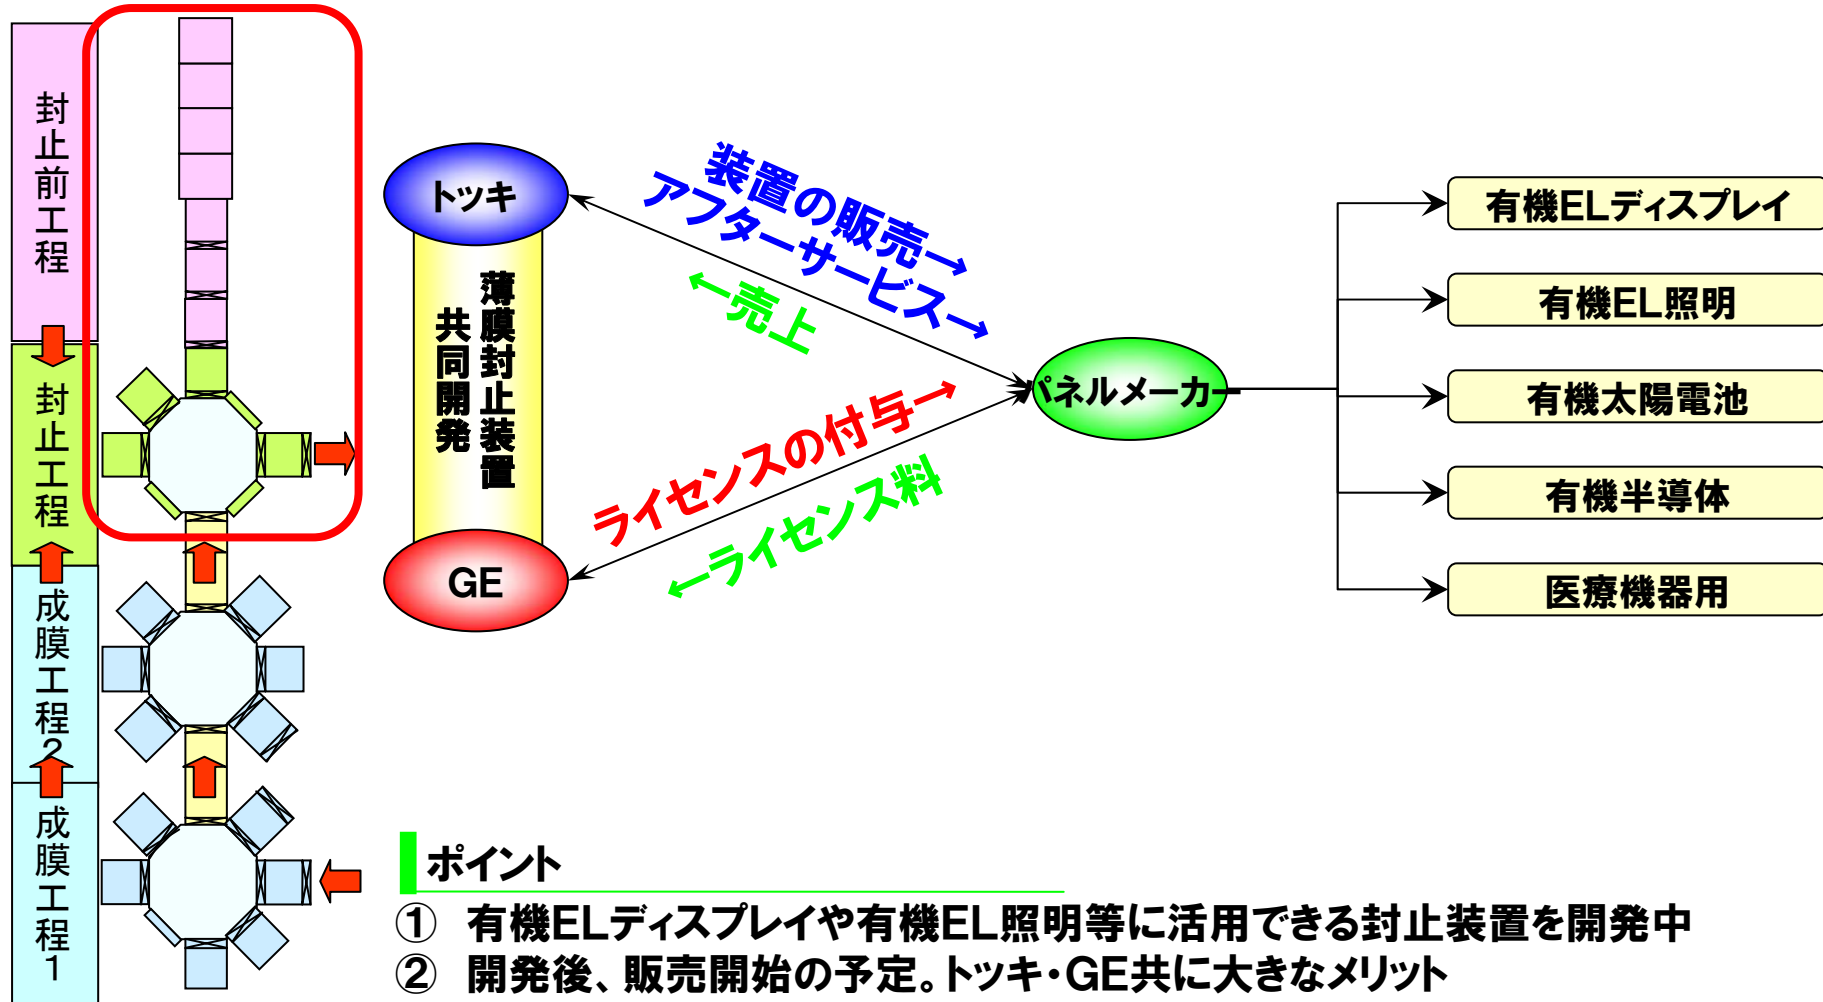 封止前工程
封止工程
成膜工程2
成膜工程1
トッキ
薄膜封止装置
共同開発
GE
装置の販売→
アフターサービス→
←売上
ライセンスの付与→
←ライセンス料
パネルメーカー
有機ELディスプレイ
有機EL照明
有機太陽電池
有機半導体
医療機器用
ポイント
① 有機ELディスプレイや有機EL照明等に活用できる封止装置を開発中
② 開発後、販売開始の予定。トッキ・GE共に大きなメリット